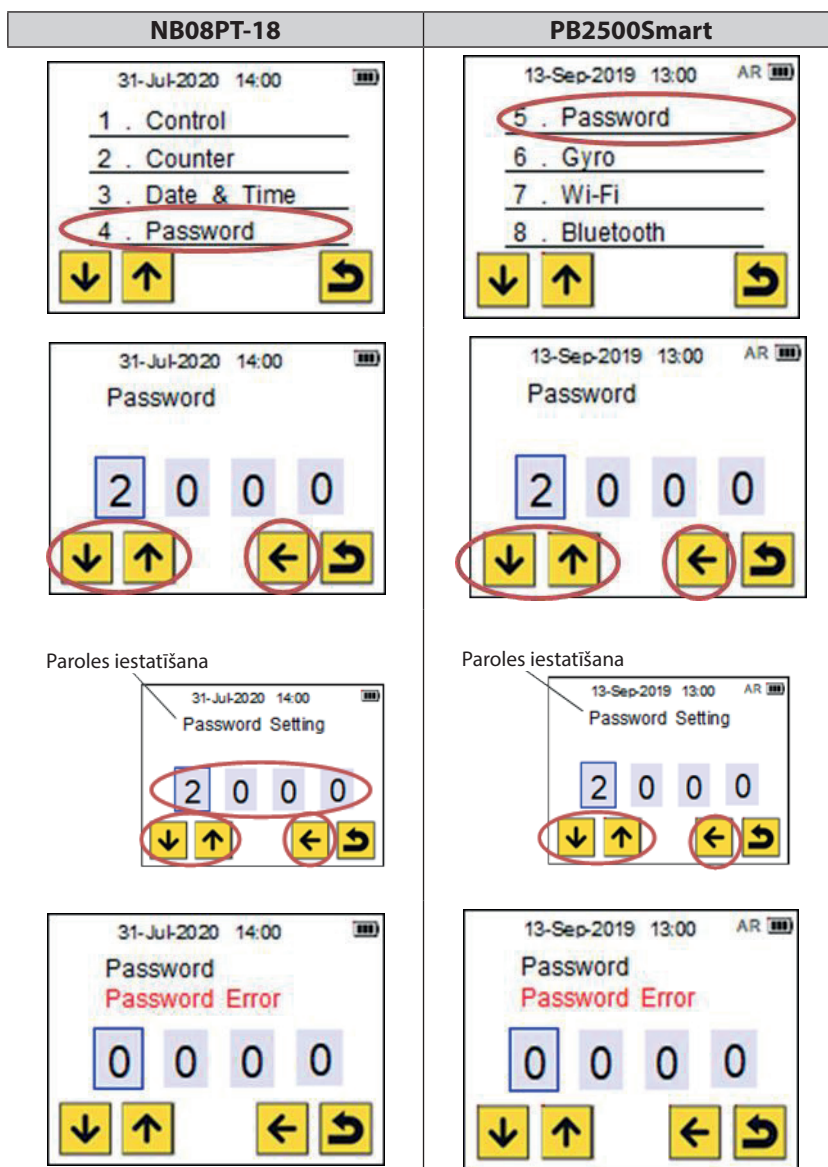 NB08PT-18
PB2500Smart
31-Jul-2020 14:00
1 . Control
2 . Counter
3 . Date & Time
4 . Password
13-Sep-2019 13:00 AR
5 . Password
6 . Gyro
7 . Wi-Fi
8 . Bluetooth
31-Jul-2020 14:00
Password
2 0 0 0
13-Sep-2019 13:00 AR
Password
2 0 0 0
Paroles iestatīšana
31-Jul-2020 14:00
Password Setting
2 0 0 0
Paroles iestatīšana
13-Sep-2019 13:00 AR
Password Setting
2 0 0 0
31-Jul-2020 14:00
Password
Password Error
0 0 0 0
13-Sep-2019 13:00 AR
Password
Password Error
0 0 0 0